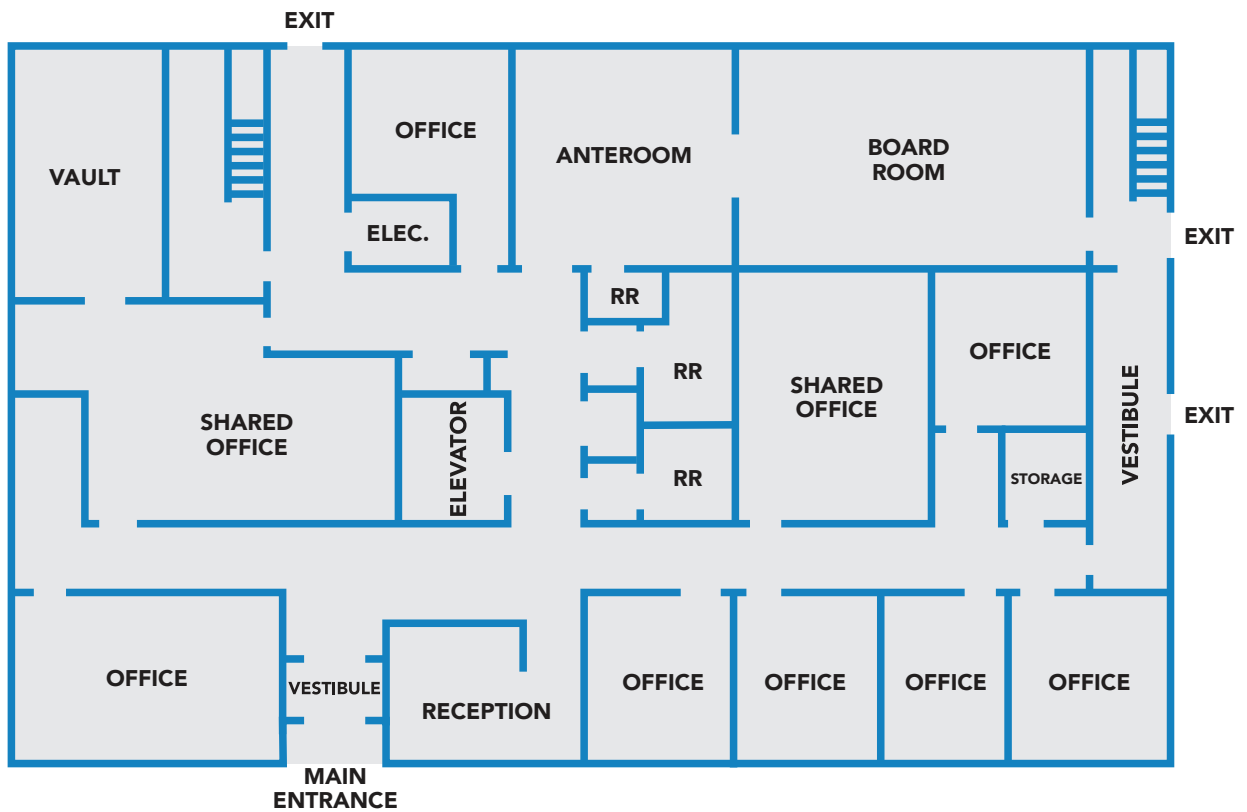 EXIT
OFFICE
VAULT
ANTEROOM
BOARD
ROOM
ELEC.
EXIT
RR
OFFICE
RR
SHARED
OFFICE
EXIT
SHARED
OFFICE
ELEVATOR
VESTIBULE
RR
STORAGE
OFFICE
VESTIBULE
RECEPTION
OFFICE
OFFICE
OFFICE
OFFICE
MAIN
ENTRANCE